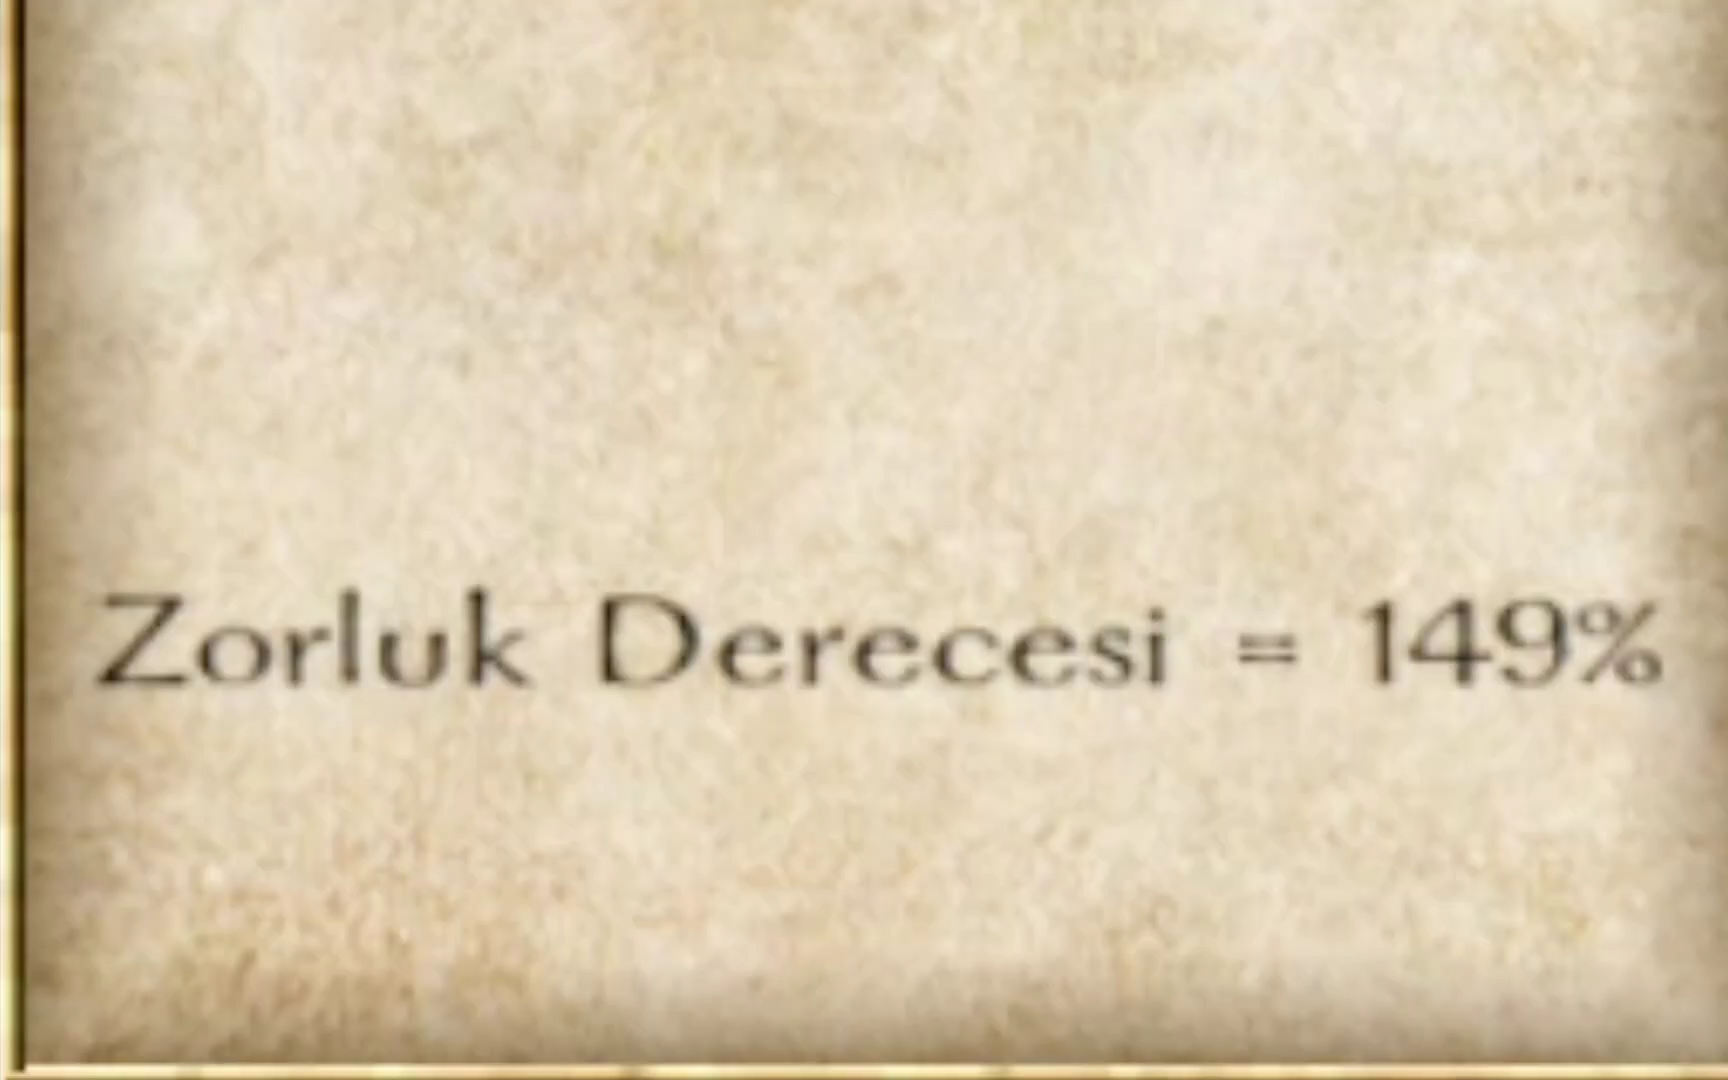 Zorluk Derecesi = 149%